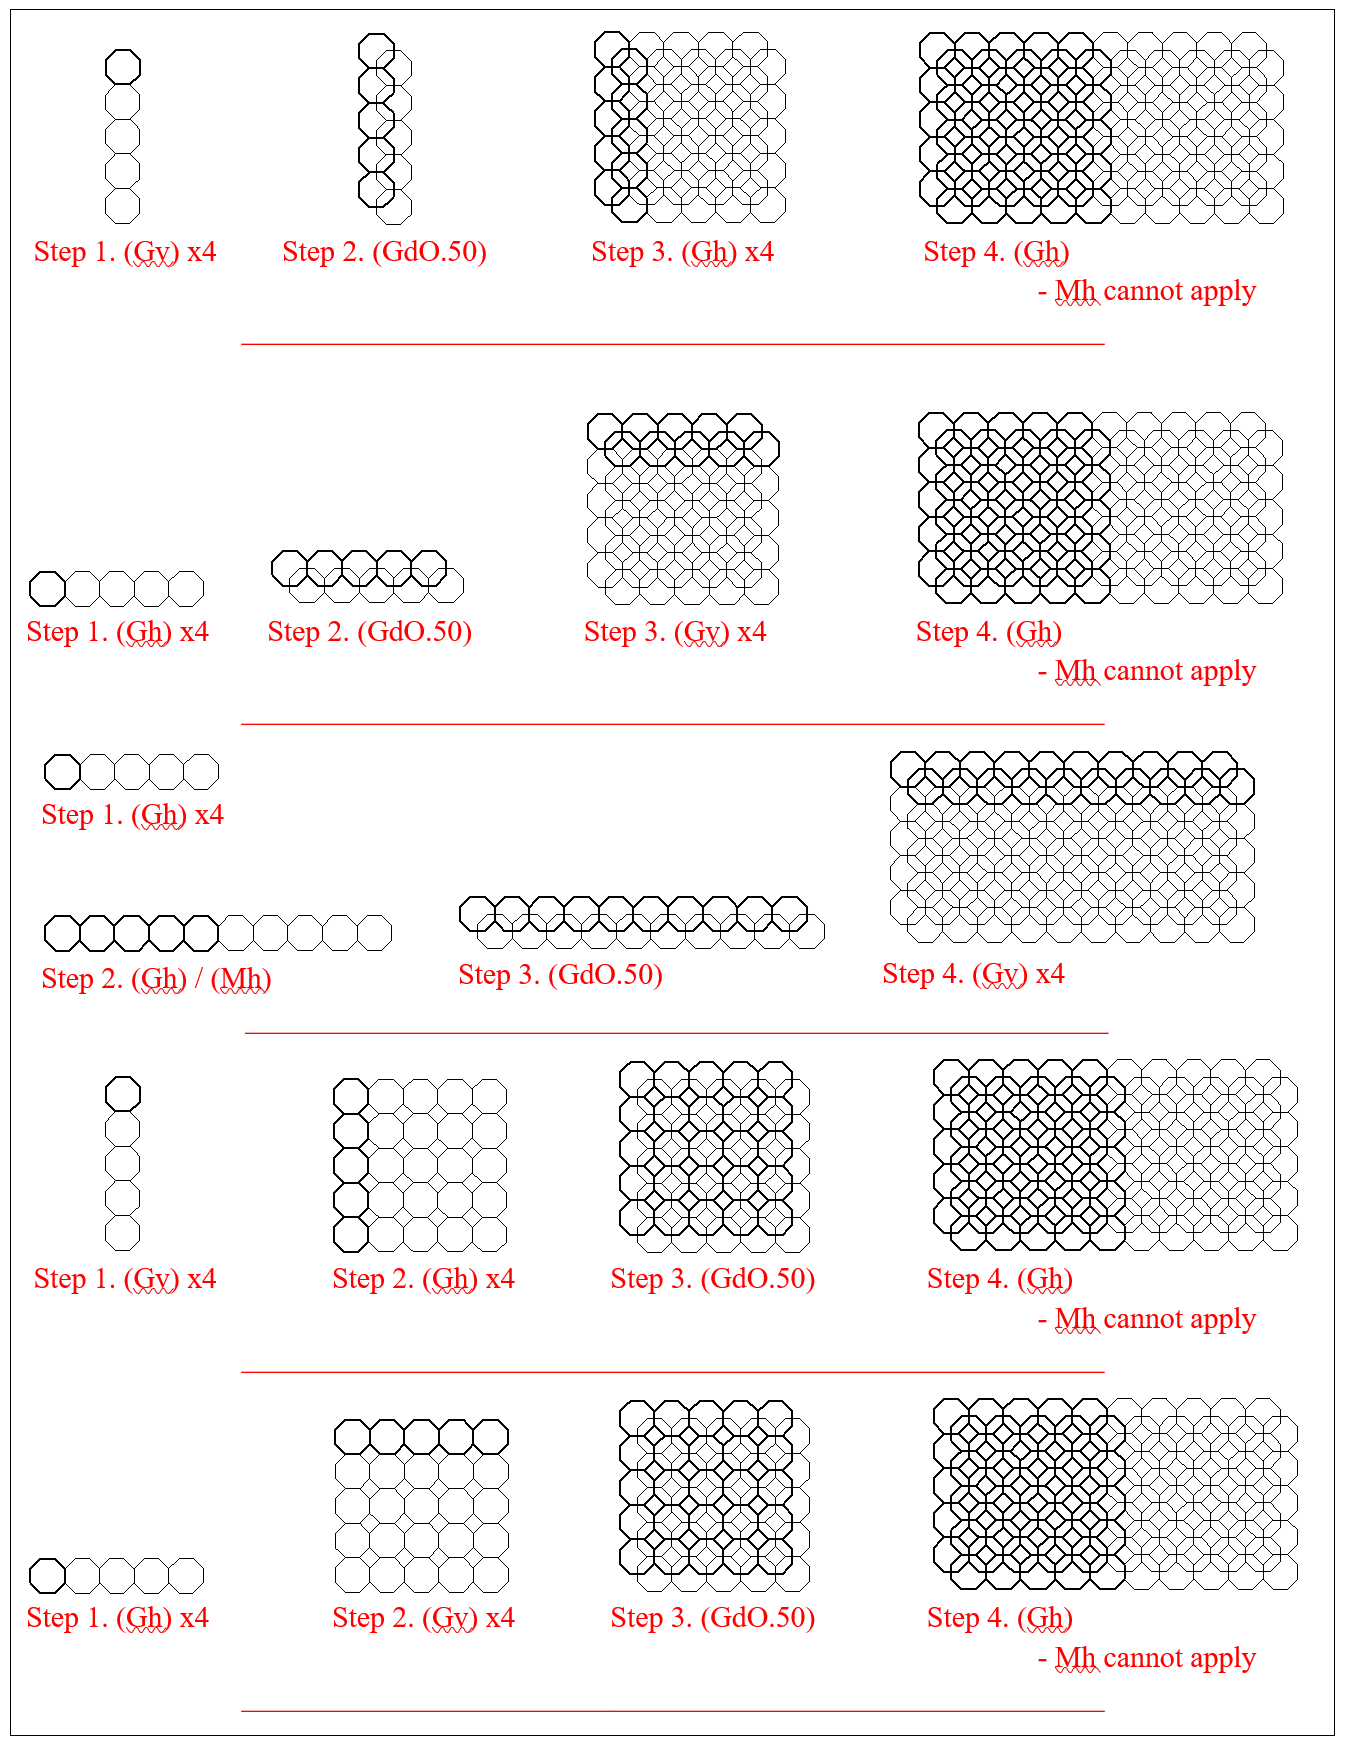 Step 1. (Gv) x4
Step 2. (GdO.50)
Step 3. (Gh) x4
Step 4. (Gh)
- Mh cannot apply
Step 1. (Gh) x4
Step 2. (GdO.50)
Step 3. (Gv) x4
Step 4. (Gh)
- Mh cannot apply
Step 1. (Gh) x4
Step 2. (Gh) / (Mh)
Step 3. (GdO.50)
Step 4. (Gv) x4
Step 1. (Gv) x4
Step 2. (Gh) x4
Step 3. (GdO.50)
Step 4. (Gh)
- Mh cannot apply
Step 1. (Gh) x4
Step 2. (Gv) x4
Step 3. (GdO.50)
Step 4. (Gh)
- Mh cannot apply